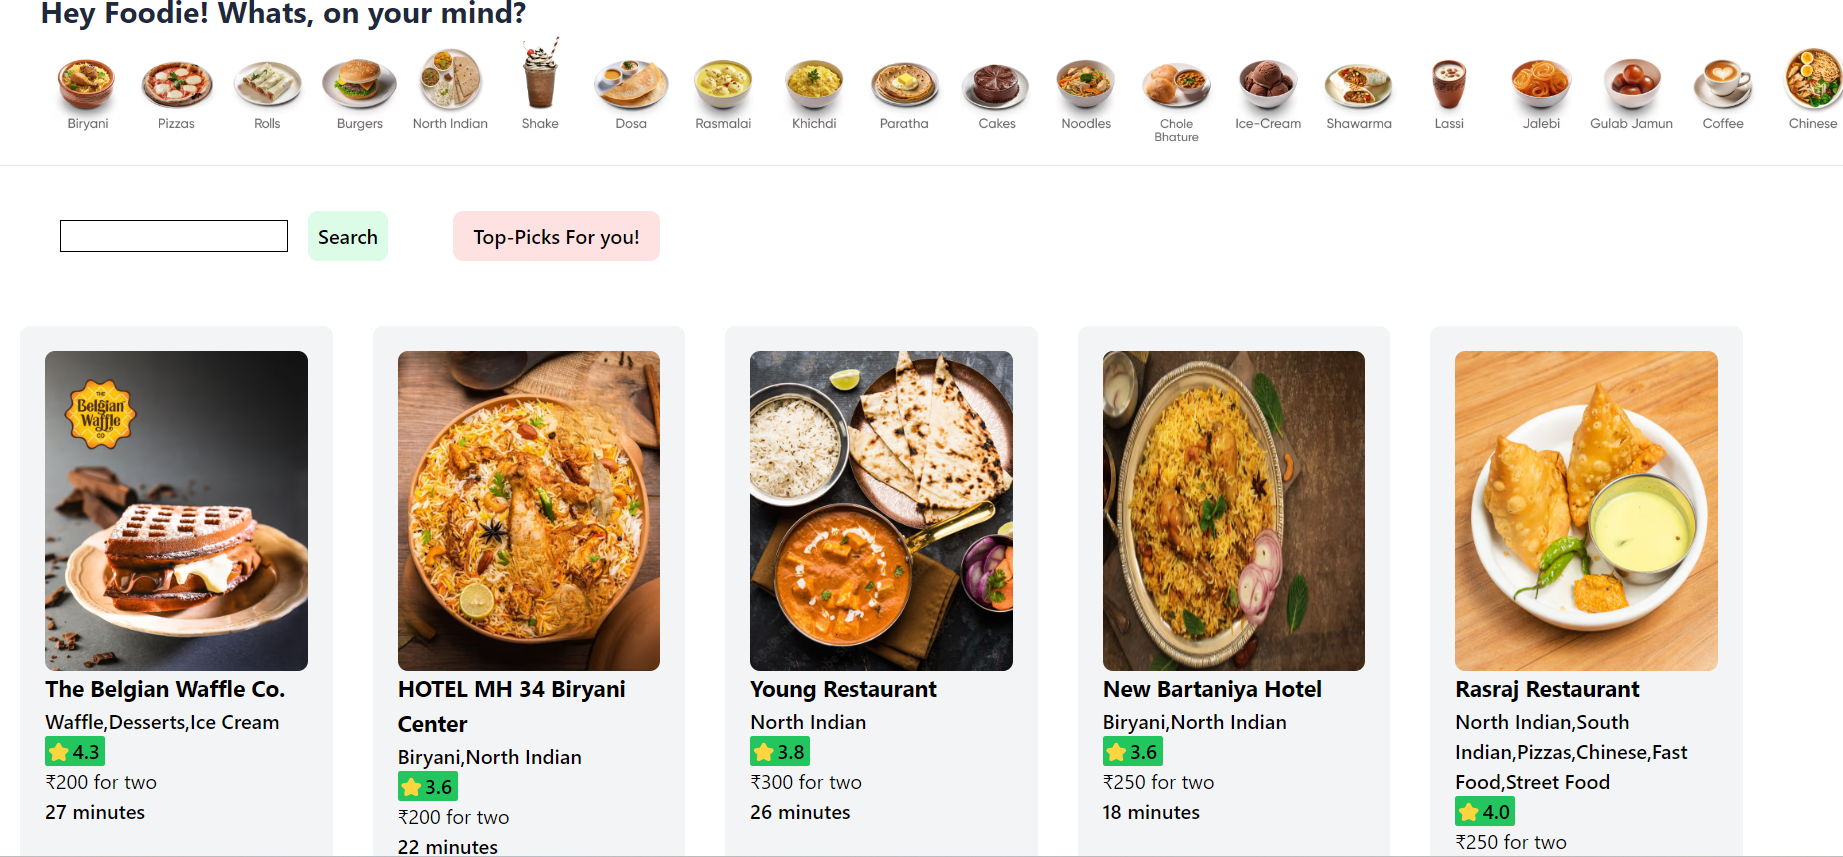 Hey Foodie! Whats, on your mind?
Biryani
Pizzas
Rolls
Burgers
North Indian
Shake
Dosa
Rasmalai
Khichdi
Paratha
Cakes
Noodles
Chole
Bhature
Ice-Cream
Shawarma
Lassi
Jalebi
Gulab Jamun
Coffee
Chinese
Search
Top-Picks For you!
THE
Belgian
Waffle
CO
The Belgian Waffle Co.
Waffle,Desserts,Ice Cream
4.3
₹200 for two
27 minutes
HOTEL MH 34 Biryani
Center
Biryani,North Indian
3.6
₹200 for two
22 minutes
Young Restaurant
North Indian
3.8
₹300 for two
26 minutes
New Bartaniya Hotel
Biryani,North Indian
3.6
₹250 for two
18 minutes
Rasraj Restaurant
North Indian,South
Indian,Pizzas,Chinese,Fast
Food,Street Food
4.0
₹250 for two